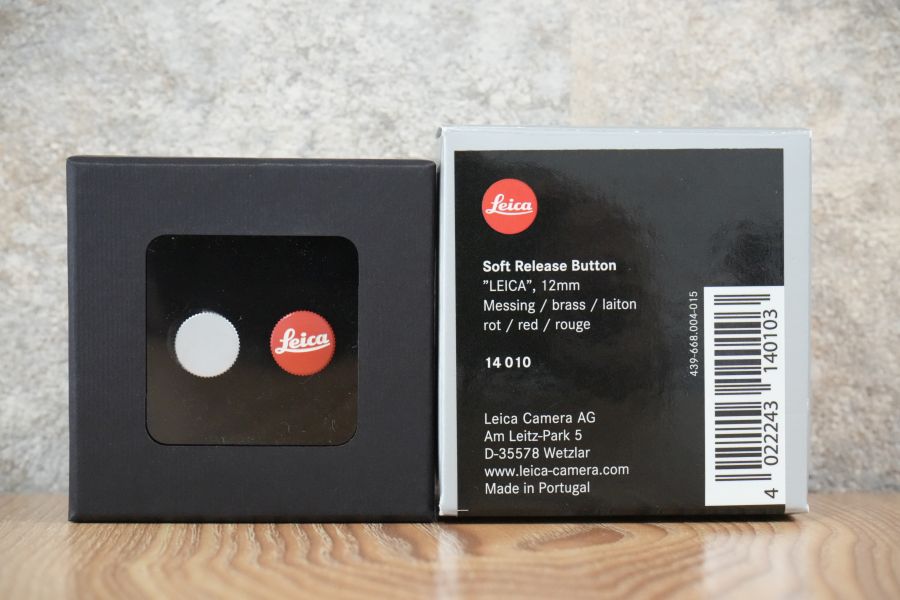 Leica
Leica
Soft Release Button
"LEICA", 12mm
Messing / brass / laiton
rot / red / rouge
14 010
Leica Camera AG
Am Leitz-Park 5
D-35578 Wetzlar
www.leica-camera.com
Made in Portugal
439-668.004-015
4 022243 140103